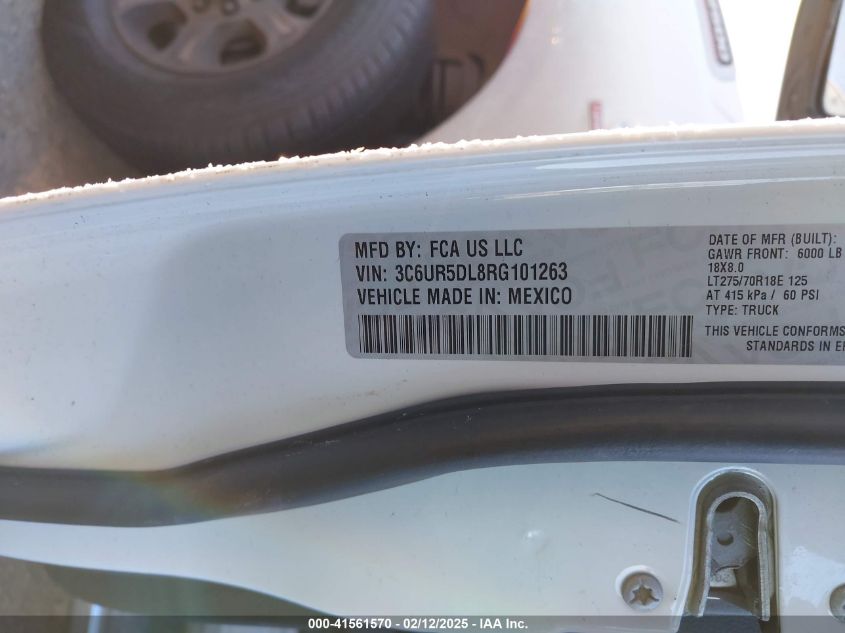 MFD BY: FCA US LLC
VIN: 3C6UR5DL8RG101263
VEHICLE MADE IN: MEXICO
DATE OF MFR (BUILT):
GAWR FRONT: 6000 LB
18X8.0
LT275/70R18E 125
AT 415 kPa / 60 PSI
TYPE: TRUCK
THIS VEHICLE CONFORMS
STANDARDS IN
000-41561570 - 02/12/2025 - IAA Inc.